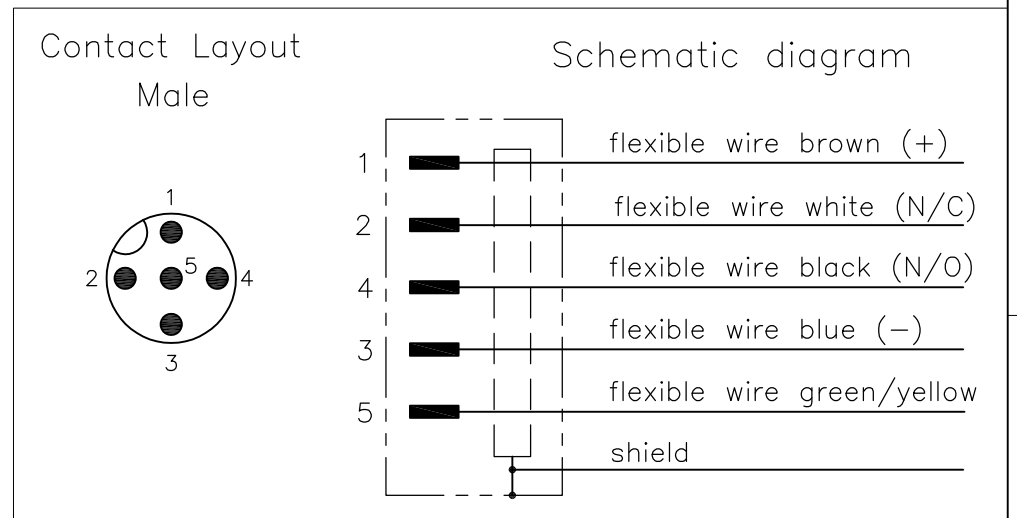 Contact Layout
Male
1
2
5
4
3
Schematic diagram
1
flexible wire brown (+)
2
flexible wire white (N/C)
4
flexible wire black (N/O)
3
flexible wire blue (−)
5
flexible wire green/yellow
shield